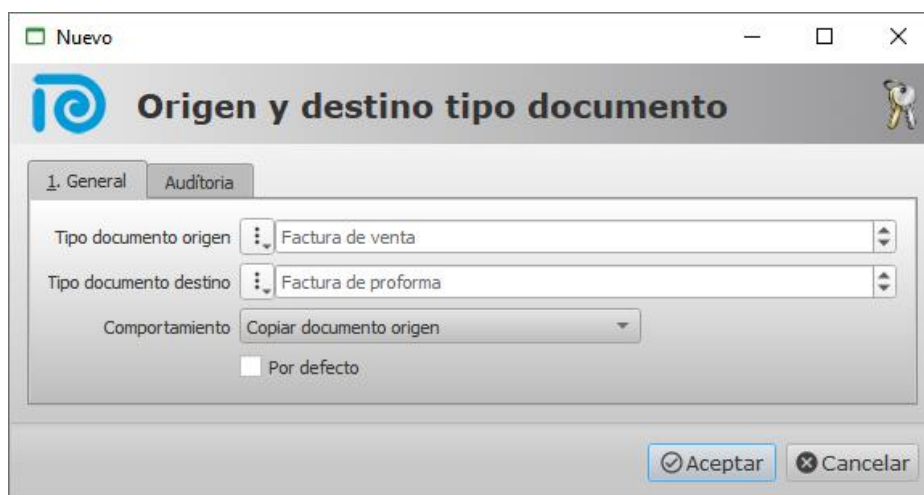 Nuevo
Origen y destino tipo documento
1. General
Audítoria
Tipo documento origen
Factura de venta
Tipo documento destino
Factura de proforma
Comportamiento
Copiar documento origen
Por defecto
Aceptar
Cancelar